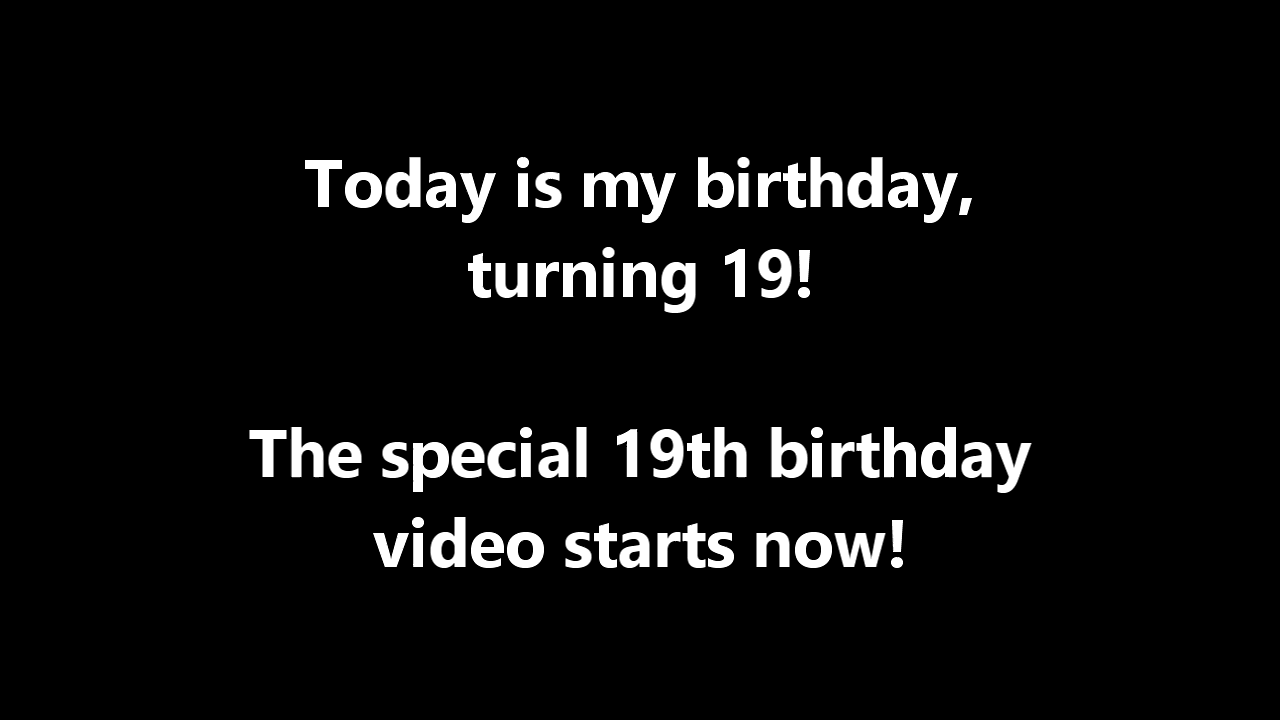 Today is my birthday,
turning 19!
The special 19th birthday
video starts now!